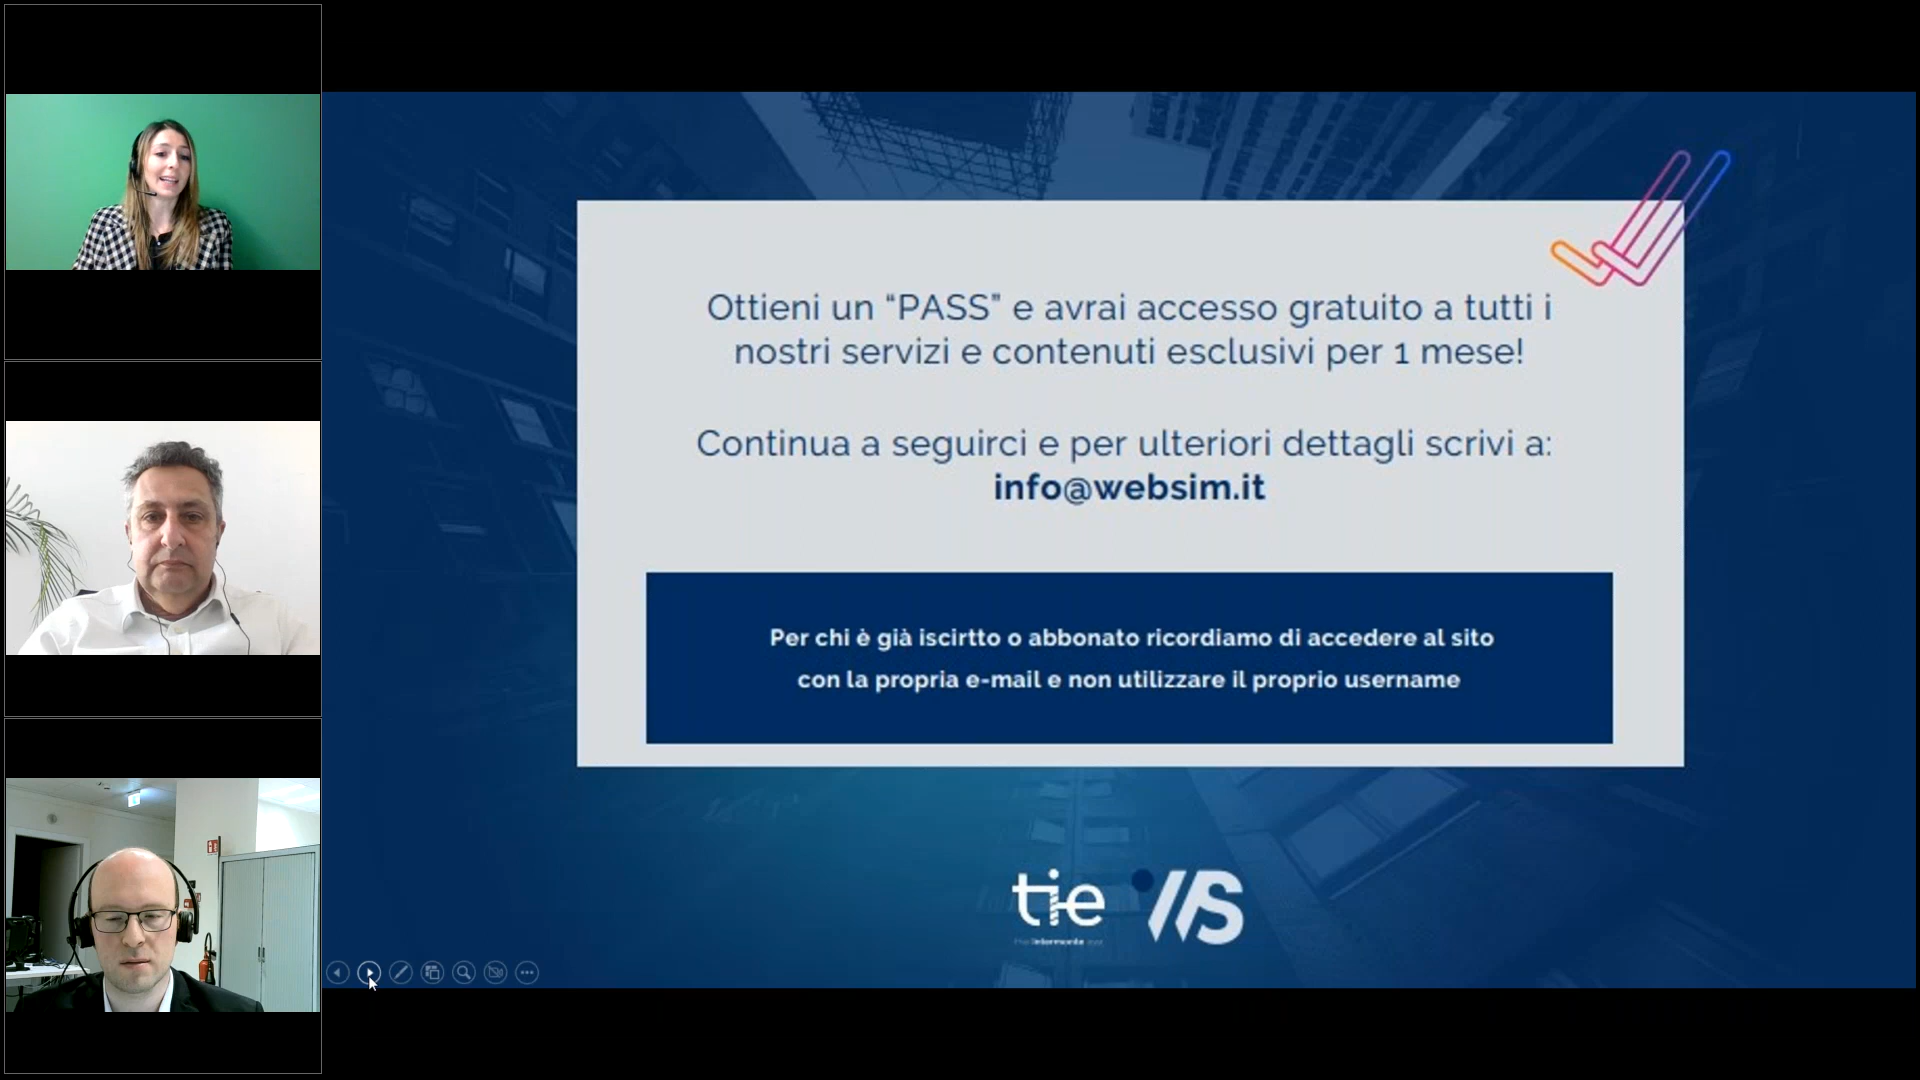 Ottieni un “PASS” e avrai accesso gratuito a tutti i
nostri servizi e contenuti esclusivi per 1 mese!
Continua a seguirci e per ulteriori dettagli scrivi a:
info@websim.it
Per chi è già iscirtto o abbonato ricordiamo di accedere al sito
con la propria e-mail e non utilizzare il proprio username
tie
WS